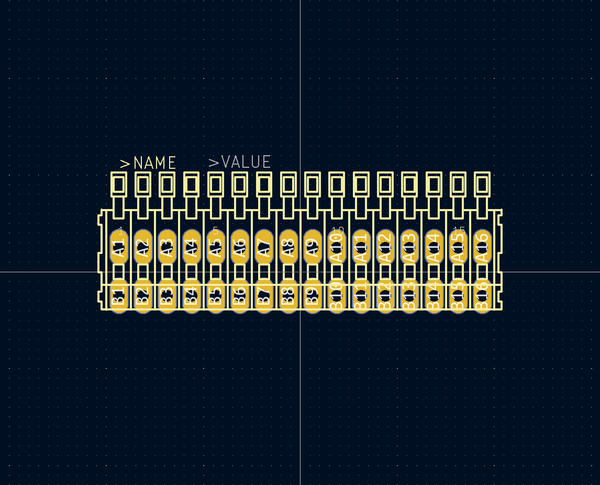 >NAME >VALUE
1 5 10 15
A1 A2 A3 A4 A5 A6 A7 A8 A9 A10 A11 A12 A13 A14 A15 A16
B1 B2 B3 B4 B5 B6 B7 B8 B9 B10 B11 B12 B13 B14 B15 B16